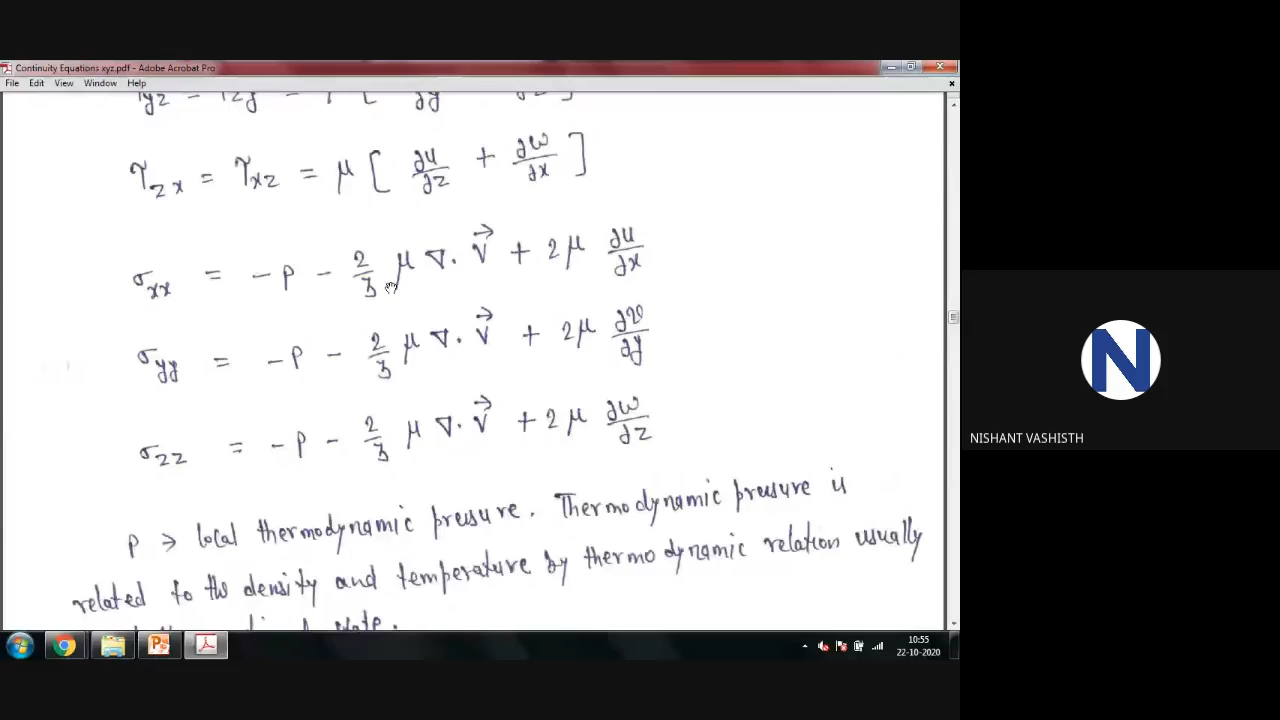 Continuity Equations xyz.pdf - Adobe Acrobat Pro
File Edit View Window Help
τzx = τxz = μ [ ∂u/∂z + ∂w/∂x ]
σxx = -p - 2/3 μ ∇. V⃗ + 2μ ∂u/∂x
σyy = -p - 2/3 μ ∇. V⃗ + 2μ ∂v/∂y
σzz = -p - 2/3 μ ∇. V⃗ + 2μ ∂w/∂z
p → local thermodynamic presure. Thermodynamic presure is
related to the density and temperature by thermodynamic relation usually
N
NISHANT VASHISTH
10:55
22-10-2020